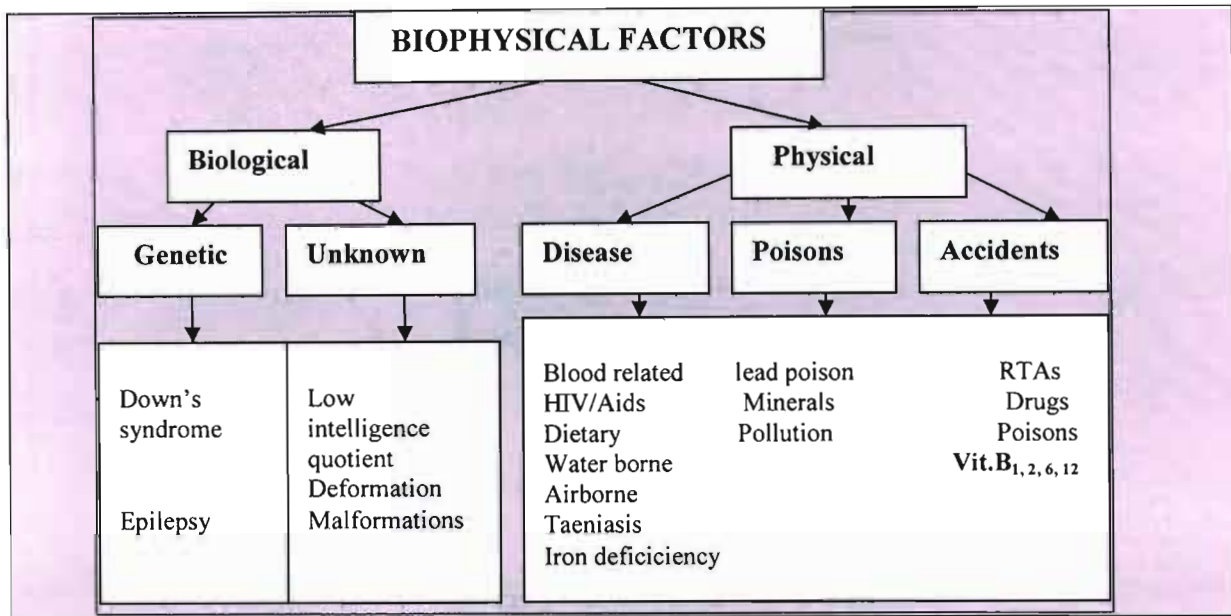 BIOPHYSICAL FACTORS
Biological
Physical
Genetic
Unknown
Disease
Poisons
Accidents
Down's
syndrome
Epilepsy
Low
intelligence
quotient
Deformation
Malformations
Blood related
HIV/Aids
Dietary
Water borne
Airborne
Taeniasis
Iron deficiciency
lead poison
Minerals
Pollution
RTAs
Drugs
Poisons
Vit.B1, 2, 6, 12